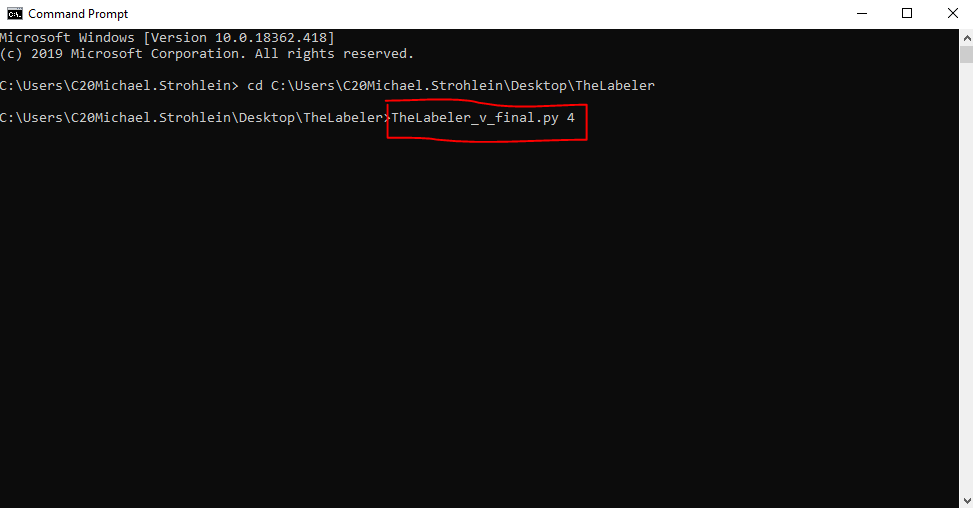 Command Prompt
Microsoft Windows [Version 10.0.18362.418]
(c) 2019 Microsoft Corporation. All rights reserved.
C:\Users\C20Michael.Strohlein> cd C:\Users\C20Michael.Strohlein\Desktop\TheLabeler
C:\Users\C20Michael.Strohlein\Desktop\TheLabeler>TheLabeler_v_final.py 4